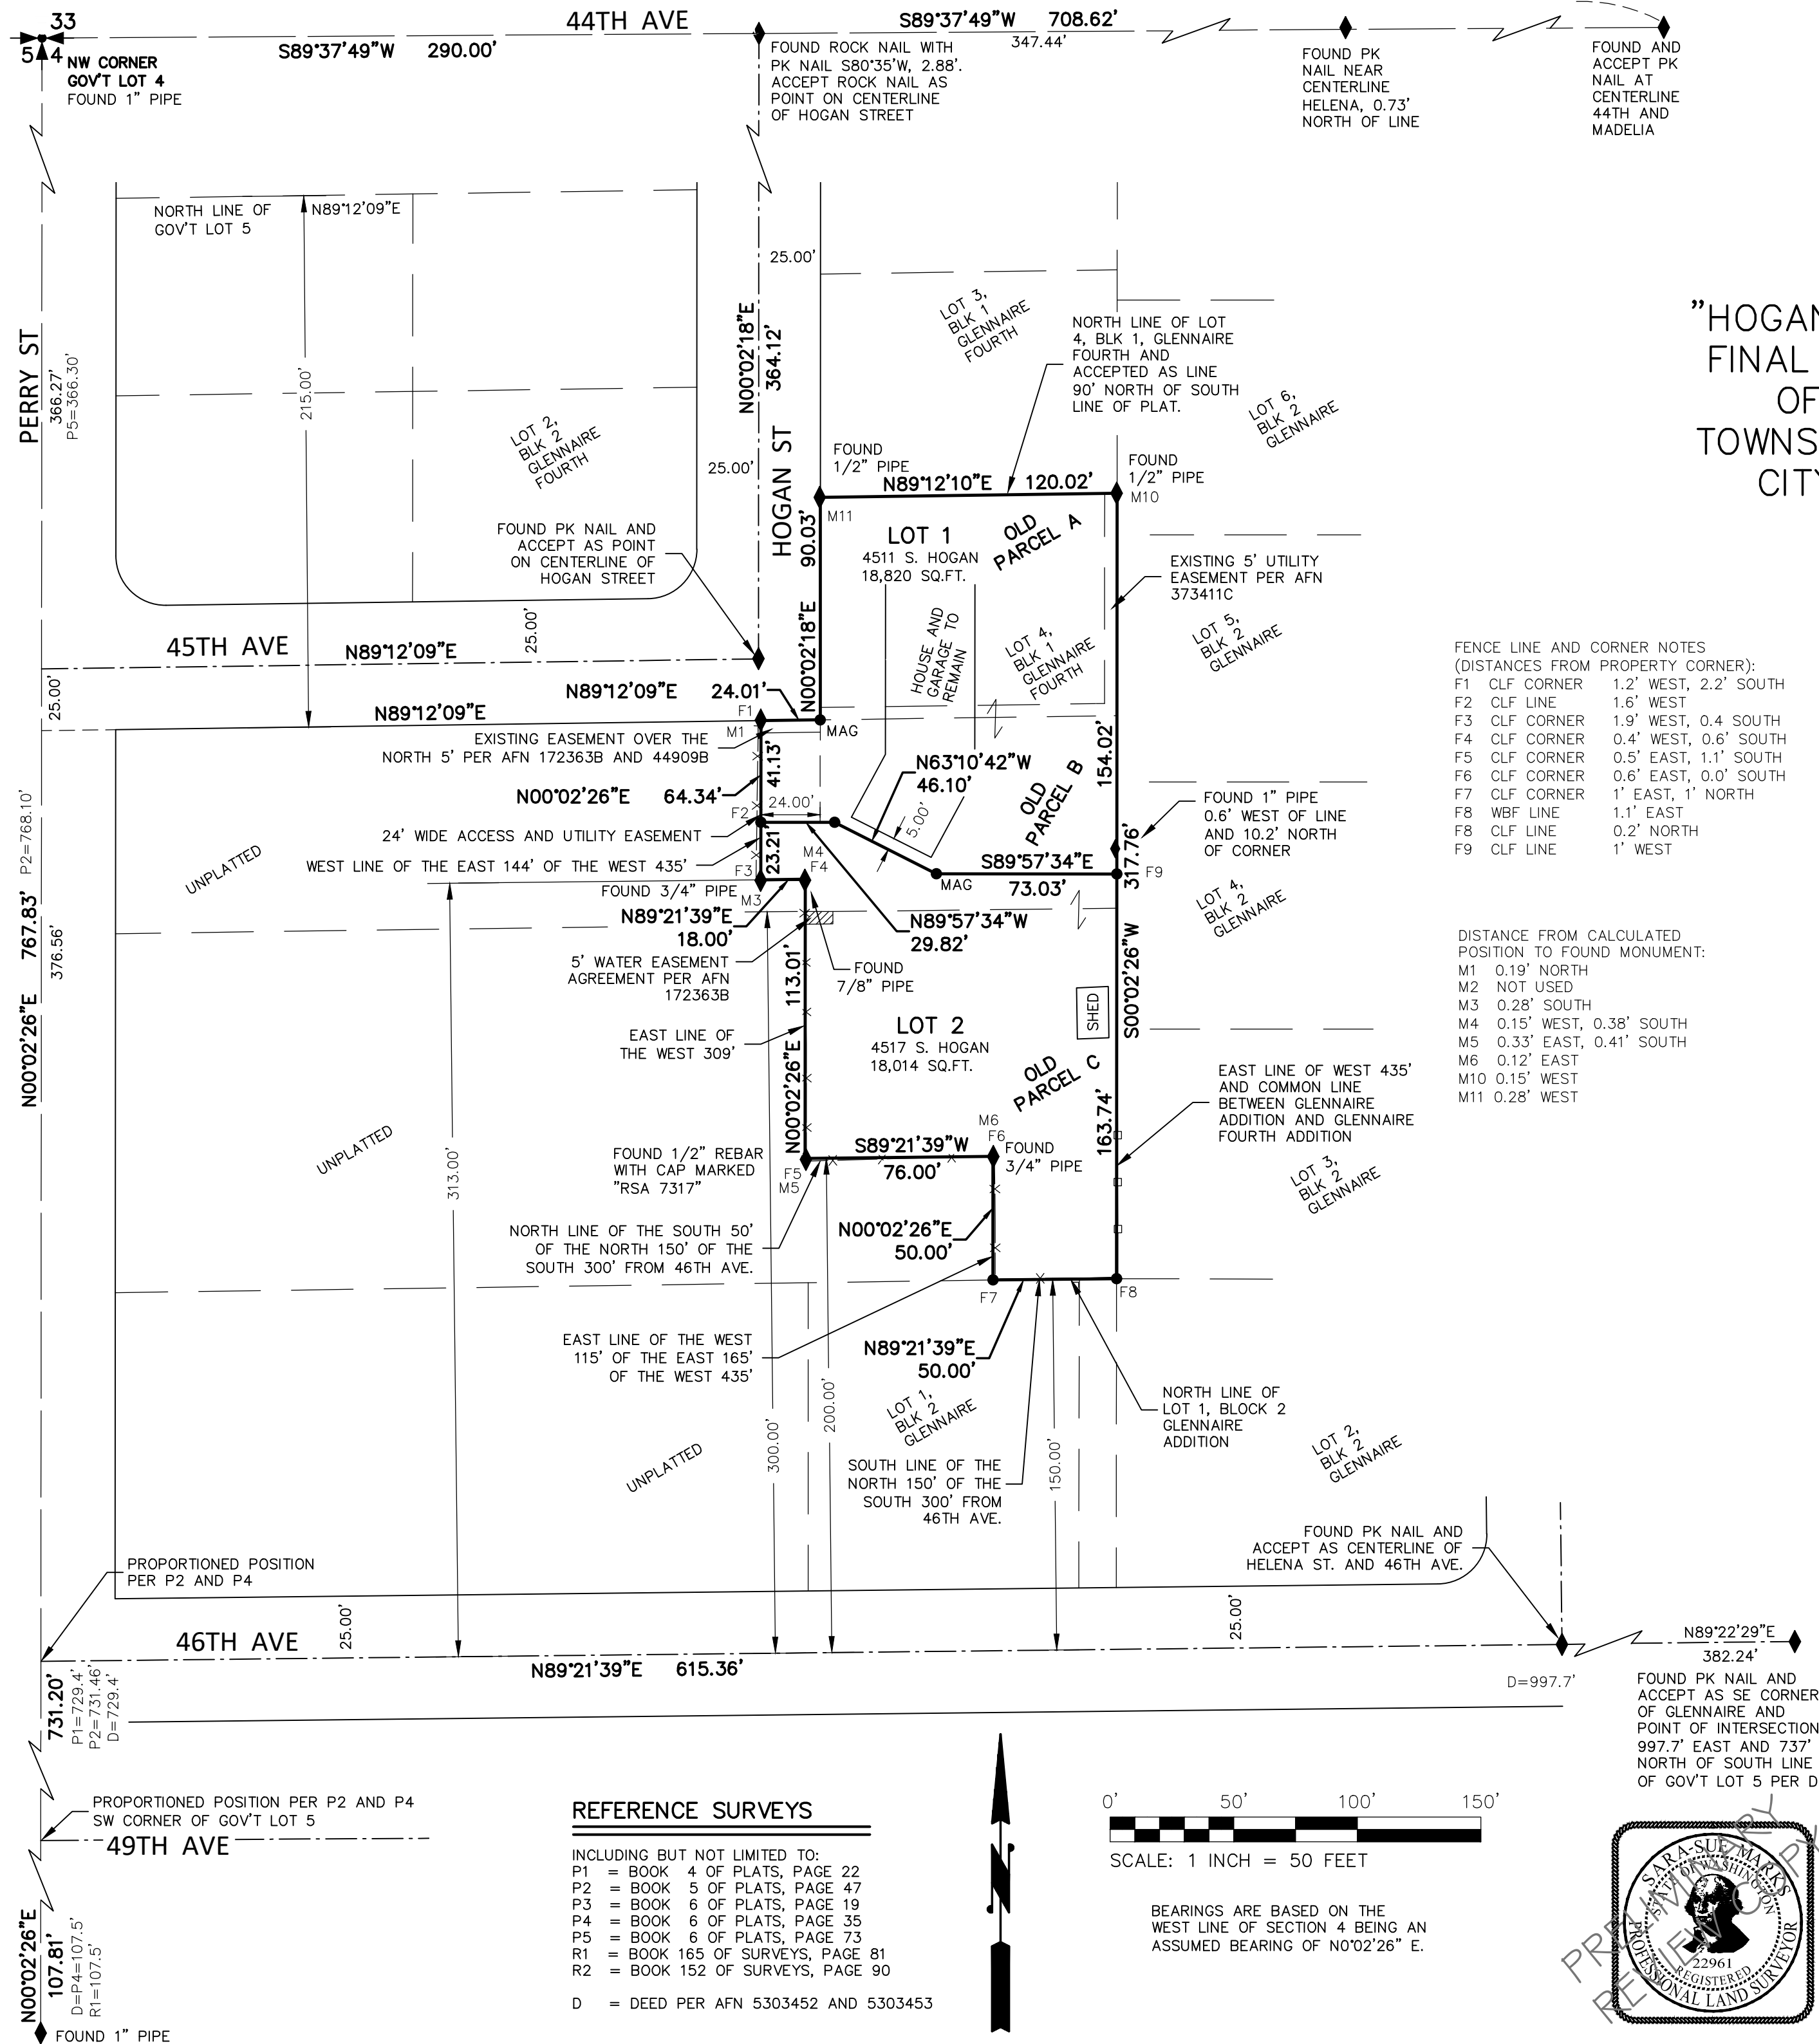 33
5 4
44TH AVE
S89°37'49"W 290.00'
S89°37'49"W 708.62'
347.44'
NW CORNER
GOV'T LOT 4
FOUND 1" PIPE
FOUND ROCK NAIL WITH
PK NAIL S80°35'W, 2.88'.
ACCEPT ROCK NAIL AS
POINT ON CENTERLINE
OF HOGAN STREET
FOUND PK
NAIL NEAR
CENTERLINE
HELENA, 0.73'
NORTH OF LINE
FOUND AND
ACCEPT PK
NAIL AT
CENTERLINE
44TH AND
MADELIA
NORTH LINE OF
GOV'T LOT 5
N89°12'09"E
215.00'
PERRY ST
366.27'
P5=366.30'
25.00'
N00°02'18"E
364.12'
HOGAN ST
25.00'
LOT 2,
BLK 2
GLENNAIRE
FOURTH
LOT 3,
BLK 1
GLENNAIRE
FOURTH
NORTH LINE OF LOT
4, BLK 1, GLENNAIRE
FOURTH AND
ACCEPTED AS LINE
90' NORTH OF SOUTH
LINE OF PLAT.
LOT 6,
BLK 2
GLENNAIRE
"HOGAN
FINAL
OF
TOWNS
CITY
FOUND
1/2" PIPE
FOUND
1/2" PIPE
N89°12'10"E 120.02'
M10
M11
LOT 1
4511 S. HOGAN
18,820 SQ.FT.
OLD
PARCEL A
90.03'
N00°02'18"E
FOUND PK NAIL AND
ACCEPT AS POINT
ON CENTERLINE OF
HOGAN STREET
EXISTING 5' UTILITY
EASEMENT PER AFN
373411C
LOT 5,
BLK 2
GLENNAIRE
HOUSE AND
GARAGE TO
REMAIN
LOT 4,
BLK 1
GLENNAIRE
FOURTH
45TH AVE
N89°12'09"E
25.00'
25.00'
N89°12'09"E
N89°12'09"E 24.01'
F1
M1
MAG
EXISTING EASEMENT OVER THE
NORTH 5' PER AFN 172363B AND 44909B
41.13'
N00°02'26"E 64.34'
24.00'
F2
24' WIDE ACCESS AND UTILITY EASEMENT
WEST LINE OF THE EAST 144' OF THE WEST 435'
23.21'
N63°10'42"W
46.10'
5.00'
OLD
PARCEL B
154.02'
317.76'
FOUND 1" PIPE
0.6' WEST OF LINE
AND 10.2' NORTH
OF CORNER
F9
S89°57'34"E
73.03'
MAG
M4
F4
F3
M3
FOUND 3/4" PIPE
N89°21'39"E
18.00'
N89°57'34"W
29.82'
LOT 4,
BLK 2
GLENNAIRE
FENCE LINE AND CORNER NOTES
(DISTANCES FROM PROPERTY CORNER):
F1 CLF CORNER 1.2' WEST, 2.2' SOUTH
F2 CLF LINE 1.6' WEST
F3 CLF CORNER 1.9' WEST, 0.4 SOUTH
F4 CLF CORNER 0.4' WEST, 0.6' SOUTH
F5 CLF CORNER 0.5' EAST, 1.1' SOUTH
F6 CLF CORNER 0.6' EAST, 0.0' SOUTH
F7 CLF CORNER 1' EAST, 1' NORTH
F8 WBF LINE 1.1' EAST
F8 CLF LINE 0.2' NORTH
F9 CLF LINE 1' WEST
DISTANCE FROM CALCULATED
POSITION TO FOUND MONUMENT:
M1 0.19' NORTH
M2 NOT USED
M3 0.28' SOUTH
M4 0.15' WEST, 0.38' SOUTH
M5 0.33' EAST, 0.41' SOUTH
M6 0.12' EAST
M10 0.15' WEST
M11 0.28' WEST
UNPLATTED
N00°02'26"E 767.83' P2=768.10'
376.56'
5' WATER EASEMENT
AGREEMENT PER AFN
172363B
FOUND
7/8" PIPE
113.01'
N00°02'26"E
EAST LINE OF
THE WEST 309'
LOT 2
4517 S. HOGAN
18,014 SQ.FT.
SHED
S00°02'26"W
OLD
PARCEL C
163.74'
EAST LINE OF WEST 435'
AND COMMON LINE
BETWEEN GLENNAIRE
ADDITION AND GLENNAIRE
FOURTH ADDITION
UNPLATTED
313.00'
FOUND 1/2" REBAR
WITH CAP MARKED
"RSA 7317"
F5
M5
S89°21'39"W
76.00'
M6
F6
FOUND
3/4" PIPE
LOT 3,
BLK 2
GLENNAIRE
NORTH LINE OF THE SOUTH 50'
OF THE NORTH 150' OF THE
SOUTH 300' FROM 46TH AVE.
N00°02'26"E
50.00'
F7
F8
EAST LINE OF THE WEST
115' OF THE EAST 165'
OF THE WEST 435'
N89°21'39"E
50.00'
LOT 1,
BLK 2
GLENNAIRE
NORTH LINE OF
LOT 1, BLOCK 2
GLENNAIRE
ADDITION
UNPLATTED
300.00'
200.00'
150.00'
SOUTH LINE OF THE
NORTH 150' OF THE
SOUTH 300' FROM
46TH AVE.
LOT 2,
BLK 2
GLENNAIRE
FOUND PK NAIL AND
ACCEPT AS CENTERLINE OF
HELENA ST. AND 46TH AVE.
PROPORTIONED POSITION
PER P2 AND P4
46TH AVE
25.00'
25.00'
N89°21'39"E 615.36'
N89°22'29"E
382.24'
D=997.7'
FOUND PK NAIL AND
ACCEPT AS SE CORNER
OF GLENNAIRE AND
POINT OF INTERSECTION
997.7' EAST AND 737'
NORTH OF SOUTH LINE
OF GOV'T LOT 5 PER D
731.20'
P1=729.4'
P2=731.46'
D=729.4'
PROPORTIONED POSITION PER P2 AND P4
SW CORNER OF GOV'T LOT 5
49TH AVE
N00°02'26"E
107.81'
D=P4=107.5'
R1=107.5'
FOUND 1" PIPE
REFERENCE SURVEYS
INCLUDING BUT NOT LIMITED TO:
P1 = BOOK 4 OF PLATS, PAGE 22
P2 = BOOK 5 OF PLATS, PAGE 47
P3 = BOOK 6 OF PLATS, PAGE 19
P4 = BOOK 6 OF PLATS, PAGE 35
P5 = BOOK 6 OF PLATS, PAGE 73
R1 = BOOK 165 OF SURVEYS, PAGE 81
R2 = BOOK 152 OF SURVEYS, PAGE 90
D = DEED PER AFN 5303452 AND 5303453
N
0' 50' 100' 150'
SCALE: 1 INCH = 50 FEET
BEARINGS ARE BASED ON THE
WEST LINE OF SECTION 4 BEING AN
ASSUMED BEARING OF N0°02'26" E.
SARA-SUE MARKS
STATE OF WASHINGTON
22961
REGISTERED
PROFESSIONAL LAND SURVEYOR
PRELIMINARY
REVIEW COPY